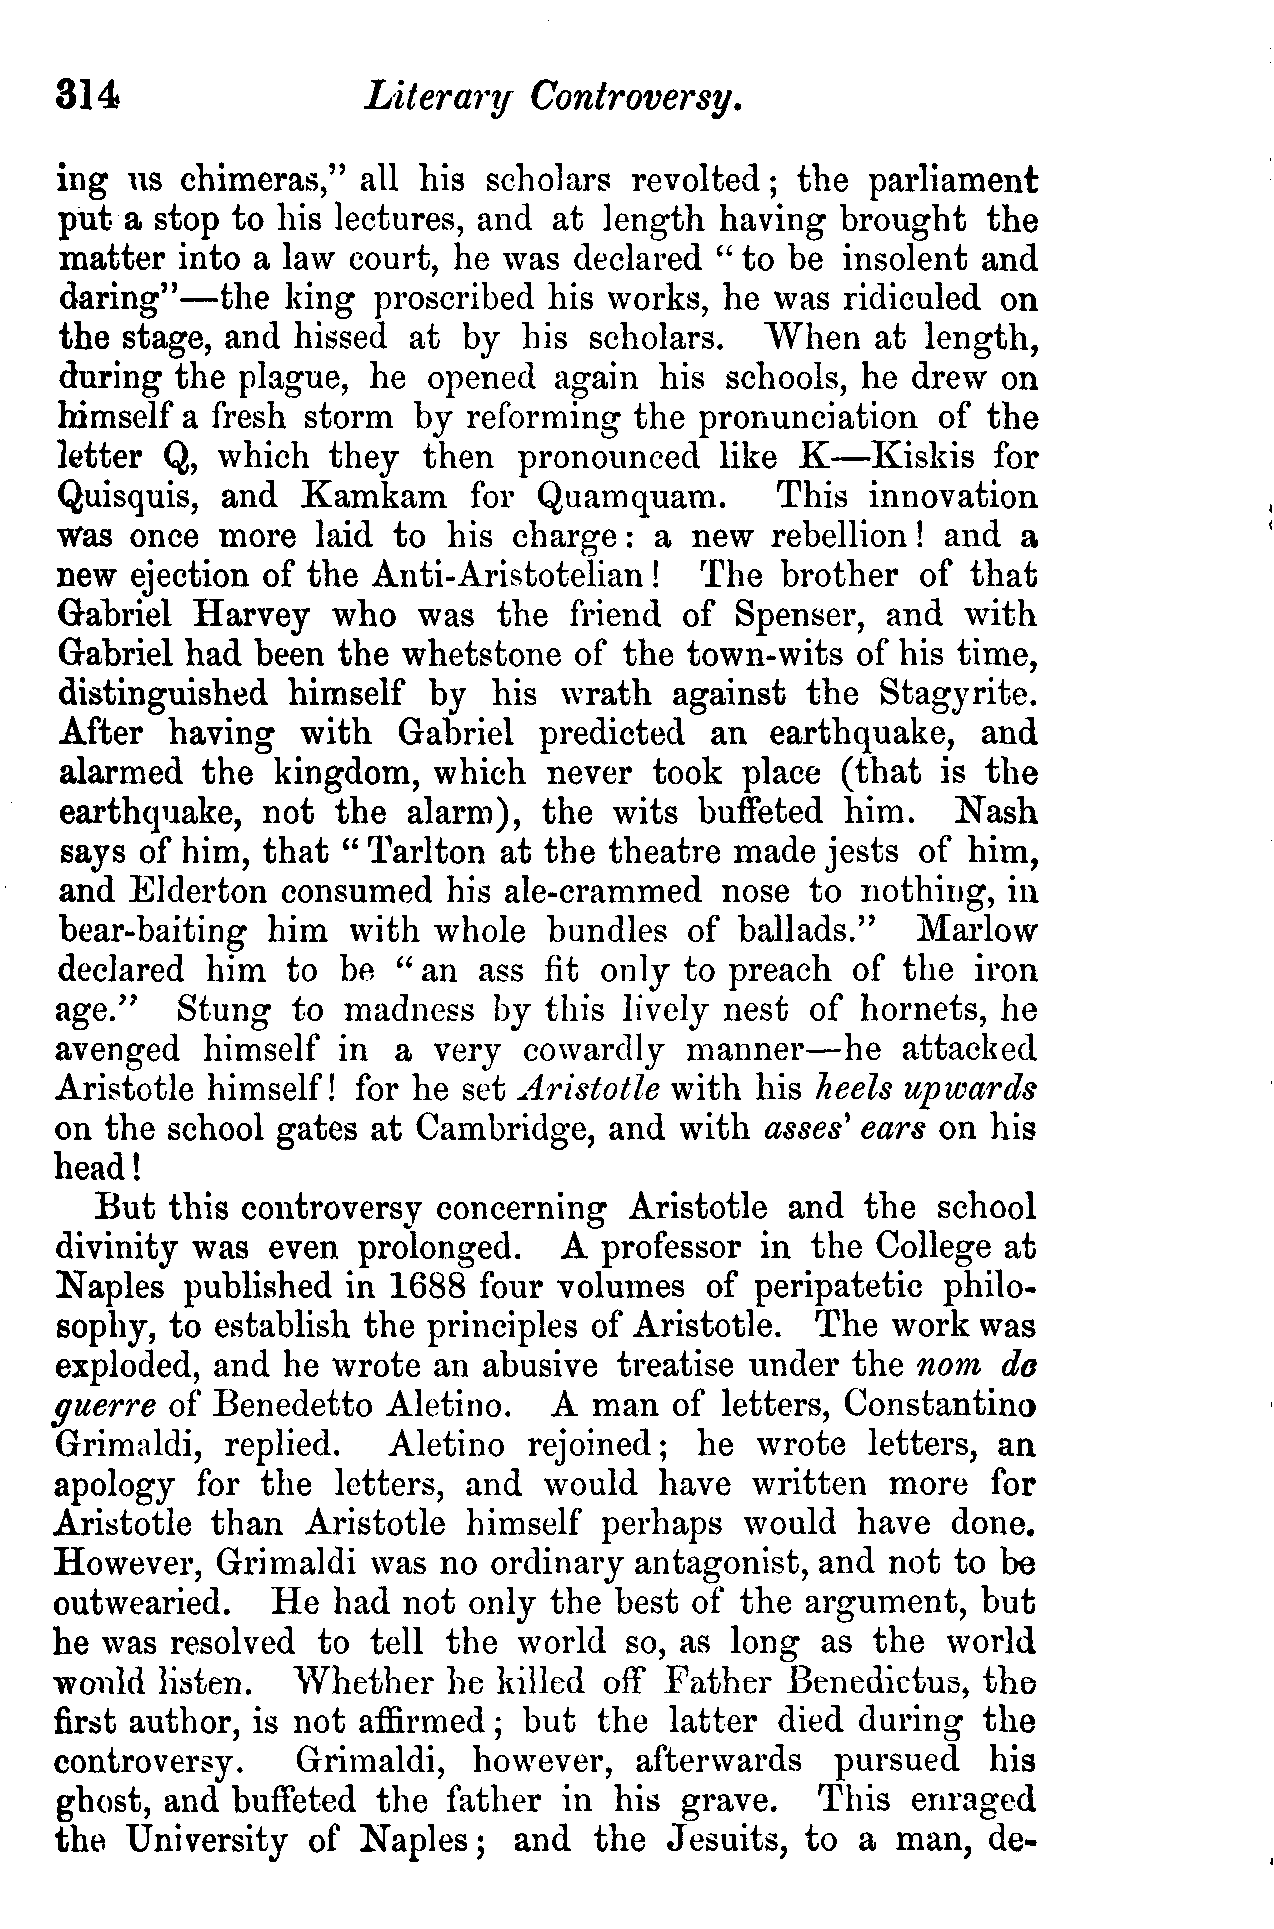 314 Literary Controversy.
ing us chimeras,” all his scholars revolted; the parliament
put a stop to his lectures, and at length having brought the
matter into a law court, he was declared “to be insolent and
daring”—the king proscribed his works, he was ridiculed on
the stage, and hissed at by his scholars. When at length,
during the plague, he opened again his schools, he drew on
himself a fresh storm by reforming the pronunciation of the
letter Q, which they then pronounced like K—Kiskis for
Quisquis, and Kamkam for Quamquam. This innovation
was once more laid to his charge: a new rebellion! and a
new ejection of the Anti-Aristotelian! The brother of that
Gabriel Harvey who was the friend of Spenser, and with
Gabriel had been the whetstone of the town-wits of his time,
distinguished himself by his wrath against the Stagyrite.
After having with Gabriel predicted an earthquake, and
alarmed the kingdom, which never took place (that is the
earthquake, not the alarm), the wits buffeted him. Nash
says of him, that “Tarlton at the theatre made jests of him,
and Elderton consumed his ale-crammed nose to nothing, in
bear-baiting him with whole bundles of ballads.” Marlow
declared him to be “an ass fit only to preach of the iron
age.” Stung to madness by this lively nest of hornets, he
avenged himself in a very cowardly manner—he attacked
Aristotle himself! for he set Aristotle with his heels upwards
on the school gates at Cambridge, and with asses' ears on his
head!
But this controversy concerning Aristotle and the school
divinity was even prolonged. A professor in the College at
Naples published in 1688 four volumes of peripatetic philo-
sophy, to establish the principles of Aristotle. The work was
exploded, and he wrote an abusive treatise under the nom de
guerre of Benedetto Aletino. A man of letters, Constantino
Grimaldi, replied. Aletino rejoined; he wrote letters, an
apology for the letters, and would have written more for
Aristotle than Aristotle himself perhaps would have done.
However, Grimaldi was no ordinary antagonist, and not to be
outwearied. He had not only the best of the argument, but
he was resolved to tell the world so, as long as the world
would listen. Whether he killed off Father Benedictus, the
first author, is not affirmed; but the latter died during the
controversy. Grimaldi, however, afterwards pursued his
ghost, and buffeted the father in his grave. This enraged
the University of Naples; and the Jesuits, to a man, de-